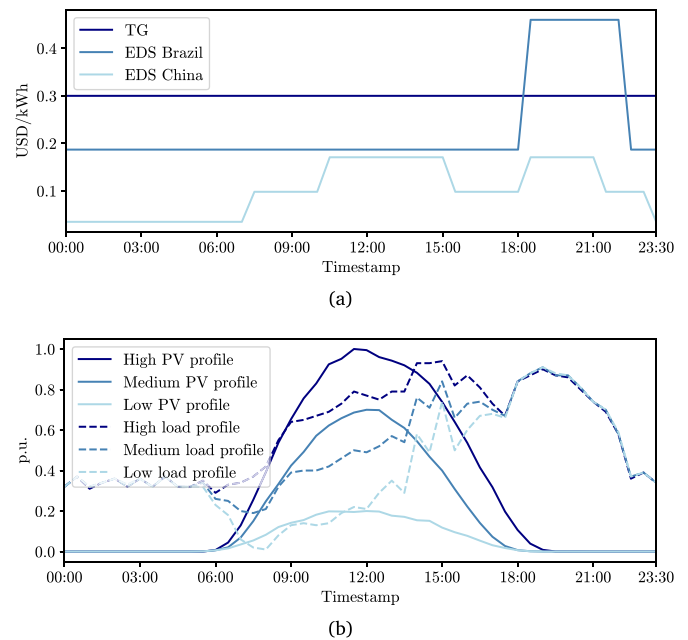 TG
EDS Brazil
EDS China
USD/kWh
0.4
0.3
0.2
0.1
00:00 03:00 06:00 09:00 12:00 15:00 18:00 21:00 23:30
Timestamp
(a)
High PV profile
Medium PV profile
Low PV profile
High load profile
Medium load profile
Low load profile
p.u.
1.0
0.8
0.6
0.4
0.2
0.0
00:00 03:00 06:00 09:00 12:00 15:00 18:00 21:00 23:30
Timestamp
(b)